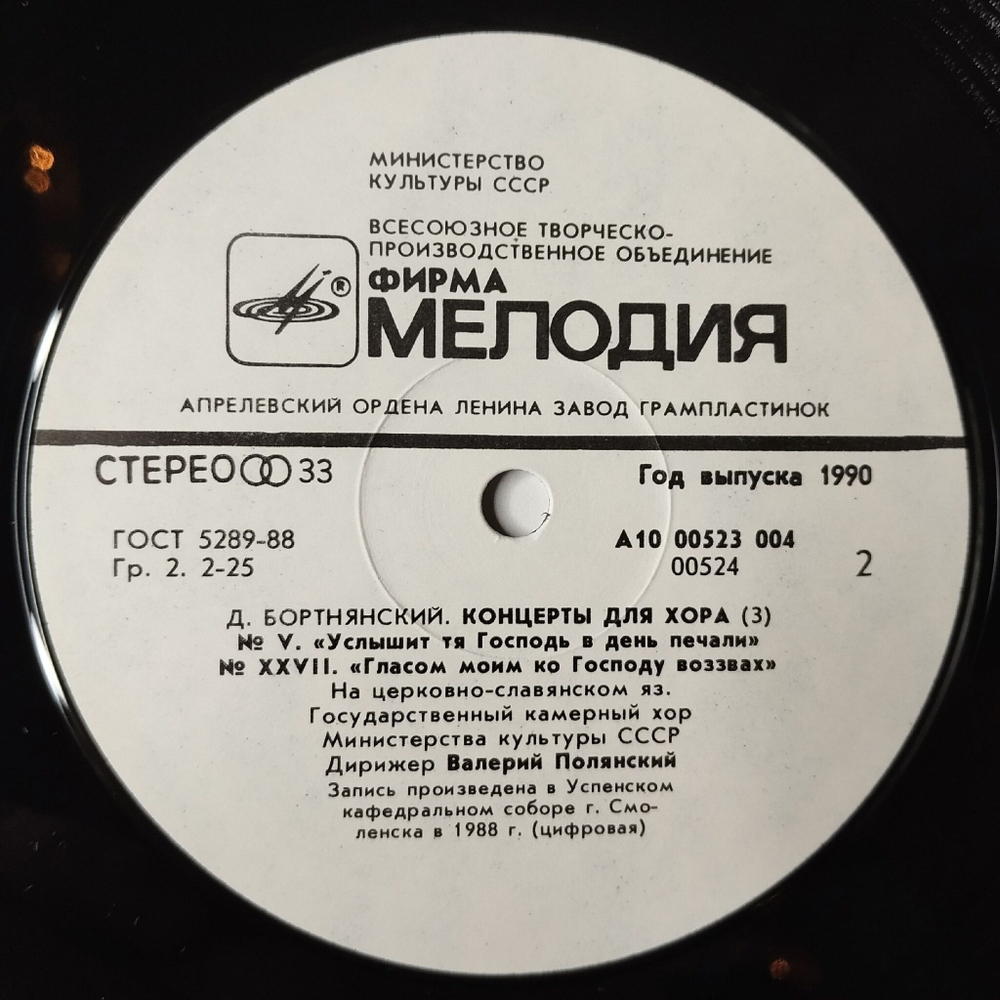 МИНИСТЕРСТВО
КУЛЬТУРЫ СССР
ВСЕСОЮЗНОЕ ТВОРЧЕСКО-
ПРОИЗВОДСТВЕННОЕ ОБЪЕДИНЕНИЕ
ФИРМА
®
МЕЛОДИЯ
АПРЕЛЕВСКИЙ ОРДЕНА ЛЕНИНА ЗАВОД ГРАМПЛАСТИНОК
СТЕРЕО 33
Год выпуска 1990
ГОСТ 5289-88
Гр. 2. 2-25
А10 00523 004
00524
2
Д. БОРТНЯНСКИЙ. КОНЦЕРТЫ ДЛЯ ХОРА (3)
№ V. «Услышит тя Господь в день печали»
№ XXVII. «Гласом моим ко Господу воззвах»
На церковно-славянском яз.
Государственный камерный хор
Министерства культуры СССР
Дирижер Валерий Полянский
Запись произведена в Успенском
кафедральном соборе г. Смо-
ленска в 1988 г. (цифровая)